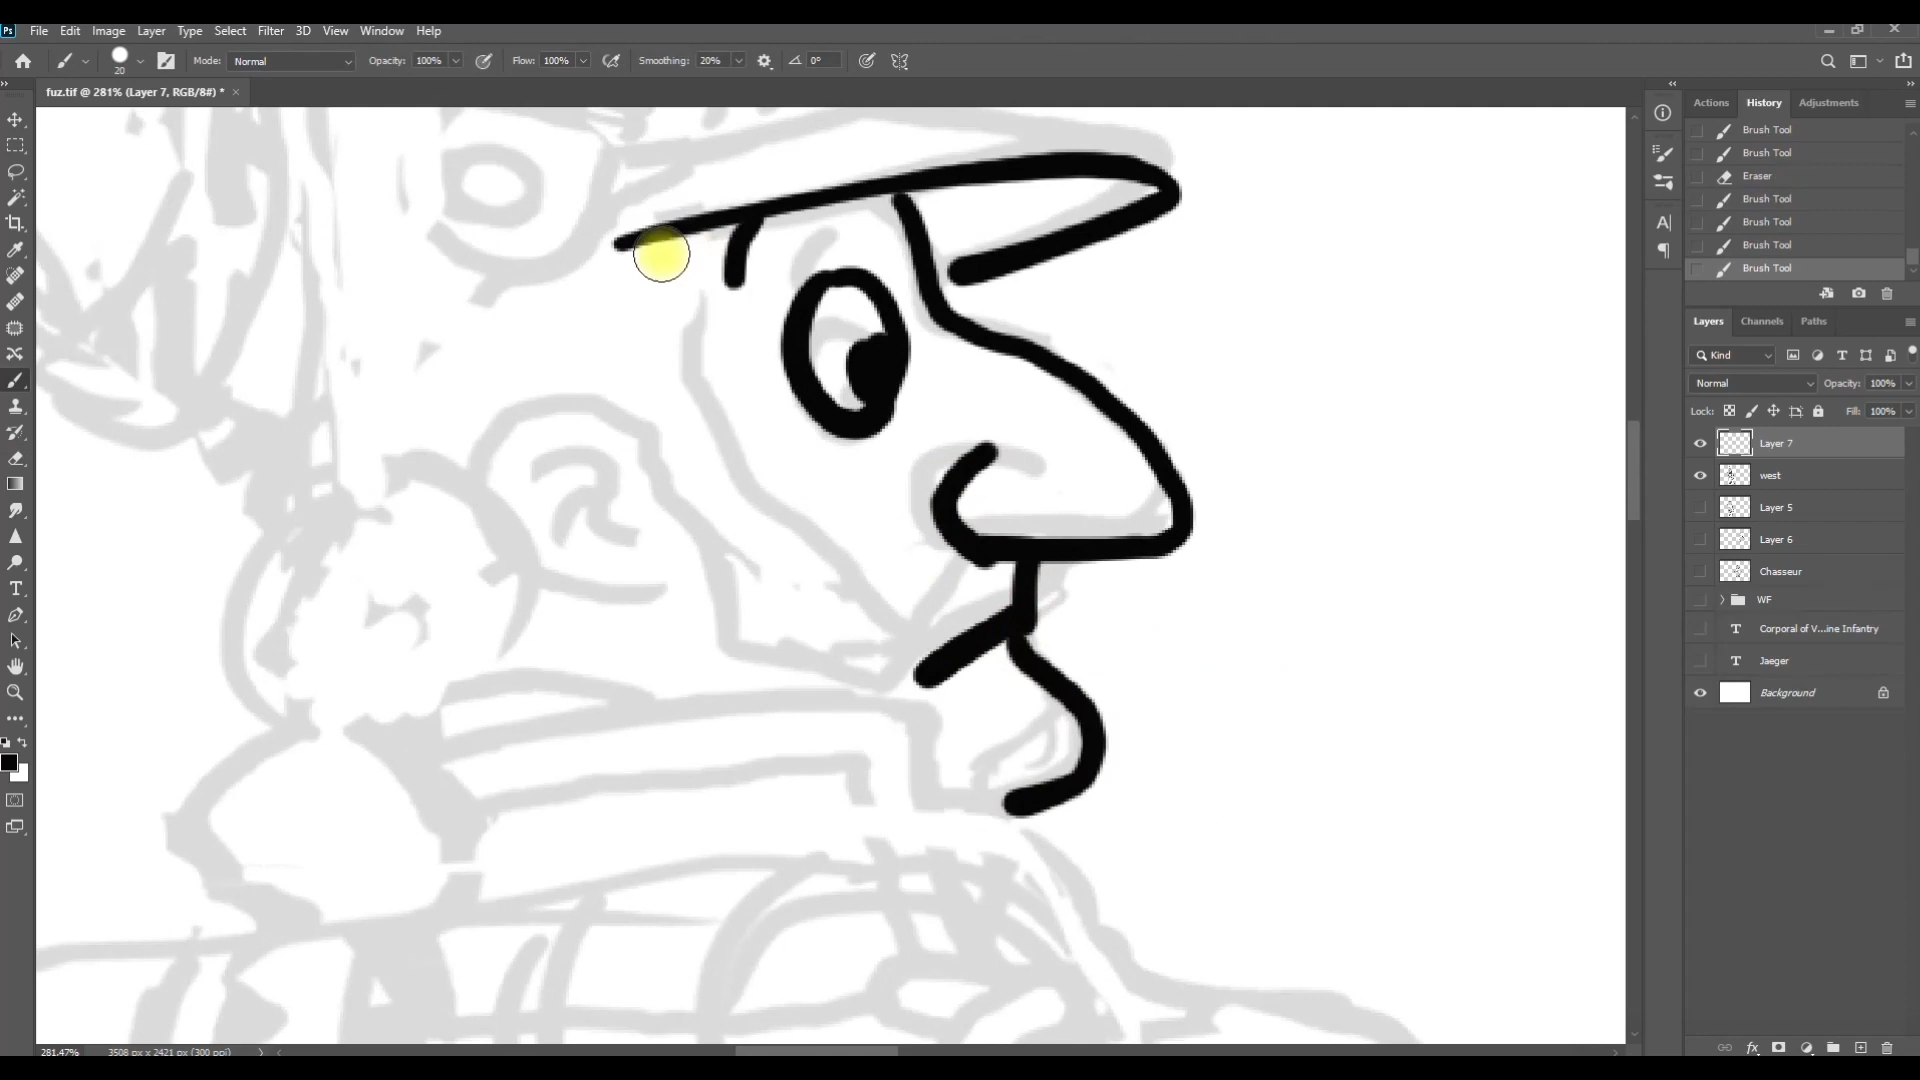 Ps File Edit Image Layer Type Select Filter 3D View Window Help
20 Mode: Normal Opacity: 100% Flow: 100% Smoothing: 20% 0°
fuz.tif @ 281% (Layer 7, RGB/8#) * ×
Actions History Adjustments
Brush Tool
Brush Tool
Eraser
Brush Tool
Brush Tool
Brush Tool
Brush Tool
Layers Channels Paths
Kind
Normal Opacity: 100%
Lock: Fill: 100%
Layer 7
west
Layer 5
Layer 6
Chasseur
WF
T Corporal of V...ine Infantry
T Jaeger
Background
281.47% 3508 px x 2421 px (300 ppi)
fx